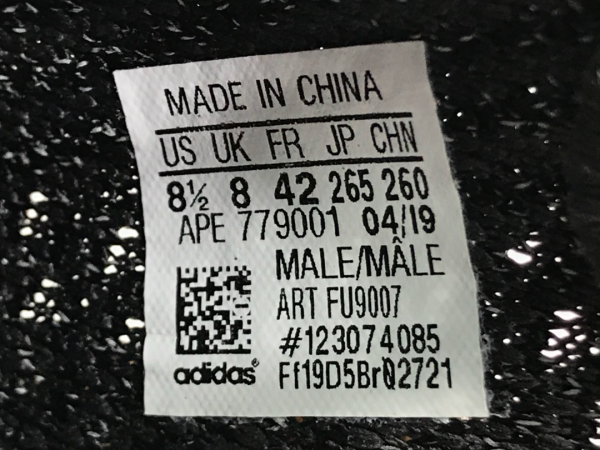 MADE IN CHINA
US UK FR JP CHN
8½ 8 42 265 260
APE 779001 04/19
MALE/MÂLE
ART FU9007
#123074085
adidas® Ff19D5Br02721